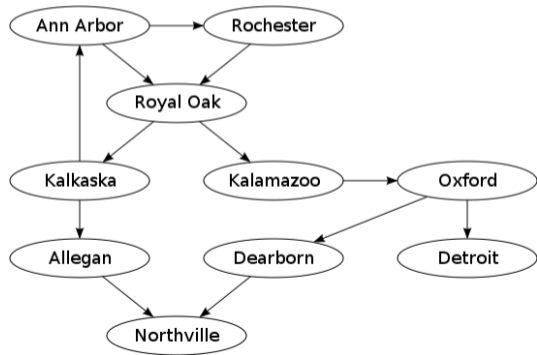 Ann Arbor
Rochester
Royal Oak
Kalkaska
Kalamazoo
Oxford
Allegan
Dearborn
Detroit
Northville